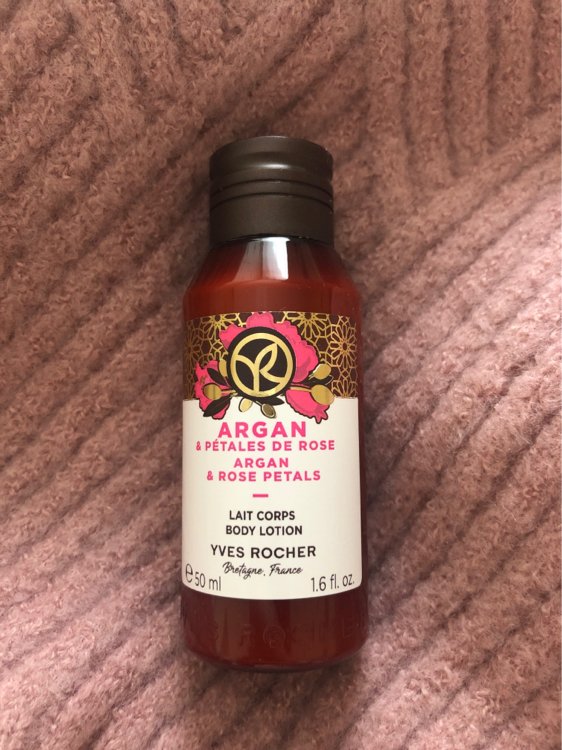 ARGAN
& PÉTALES DE ROSE
ARGAN
& ROSE PETALS
LAIT CORPS
BODY LOTION
YVES ROCHER
Bretagne, France
℮ 50 ml 1.6 fl. oz.